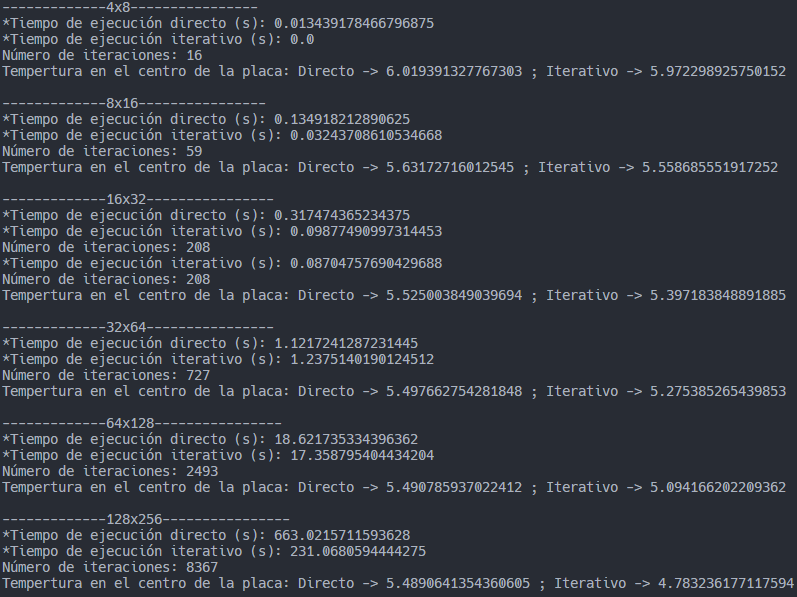 -------------4x8----------------
*Tiempo de ejecución directo (s): 0.013439178466796875
*Tiempo de ejecución iterativo (s): 0.0
Número de iteraciones: 16
Tempertura en el centro de la placa: Directo -> 6.019391327767303 ; Iterativo -> 5.972298925750152
-------------8x16----------------
*Tiempo de ejecución directo (s): 0.134918212890625
*Tiempo de ejecución iterativo (s): 0.03243708610534668
Número de iteraciones: 59
Tempertura en el centro de la placa: Directo -> 5.63172716012545 ; Iterativo -> 5.558685551917252
-------------16x32----------------
*Tiempo de ejecución directo (s): 0.317474365234375
*Tiempo de ejecución iterativo (s): 0.09877490997314453
Número de iteraciones: 208
*Tiempo de ejecución iterativo (s): 0.08704757690429688
Número de iteraciones: 208
Tempertura en el centro de la placa: Directo -> 5.525003849039694 ; Iterativo -> 5.397183848891885
-------------32x64----------------
*Tiempo de ejecución directo (s): 1.1217241287231445
*Tiempo de ejecución iterativo (s): 1.2375140190124512
Número de iteraciones: 727
Tempertura en el centro de la placa: Directo -> 5.497662754281848 ; Iterativo -> 5.275385265439853
-------------64x128----------------
*Tiempo de ejecución directo (s): 18.621735334396362
*Tiempo de ejecución iterativo (s): 17.358795404434204
Número de iteraciones: 2493
Tempertura en el centro de la placa: Directo -> 5.490785937022412 ; Iterativo -> 5.094166202209362
-------------128x256----------------
*Tiempo de ejecución directo (s): 663.0215711593628
*Tiempo de ejecución iterativo (s): 231.0680594444275
Número de iteraciones: 8367
Tempertura en el centro de la placa: Directo -> 5.4890641354360605 ; Iterativo -> 4.783236177117594